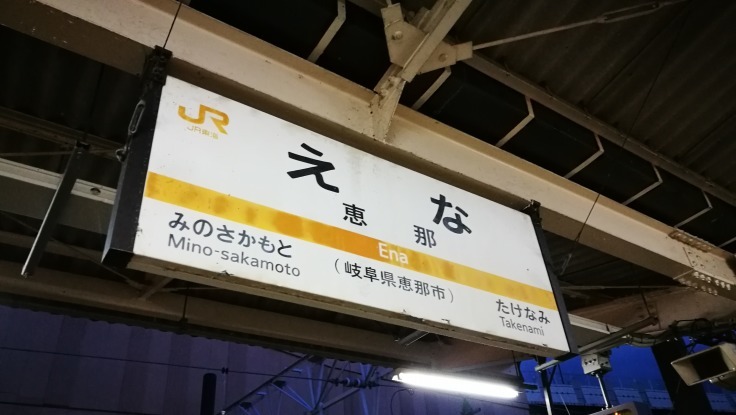 JR
JR東海
えな
恵那
Ena
みのさかもと
Mino-sakamoto
(岐阜県恵那市)
たけなみ
Takenami